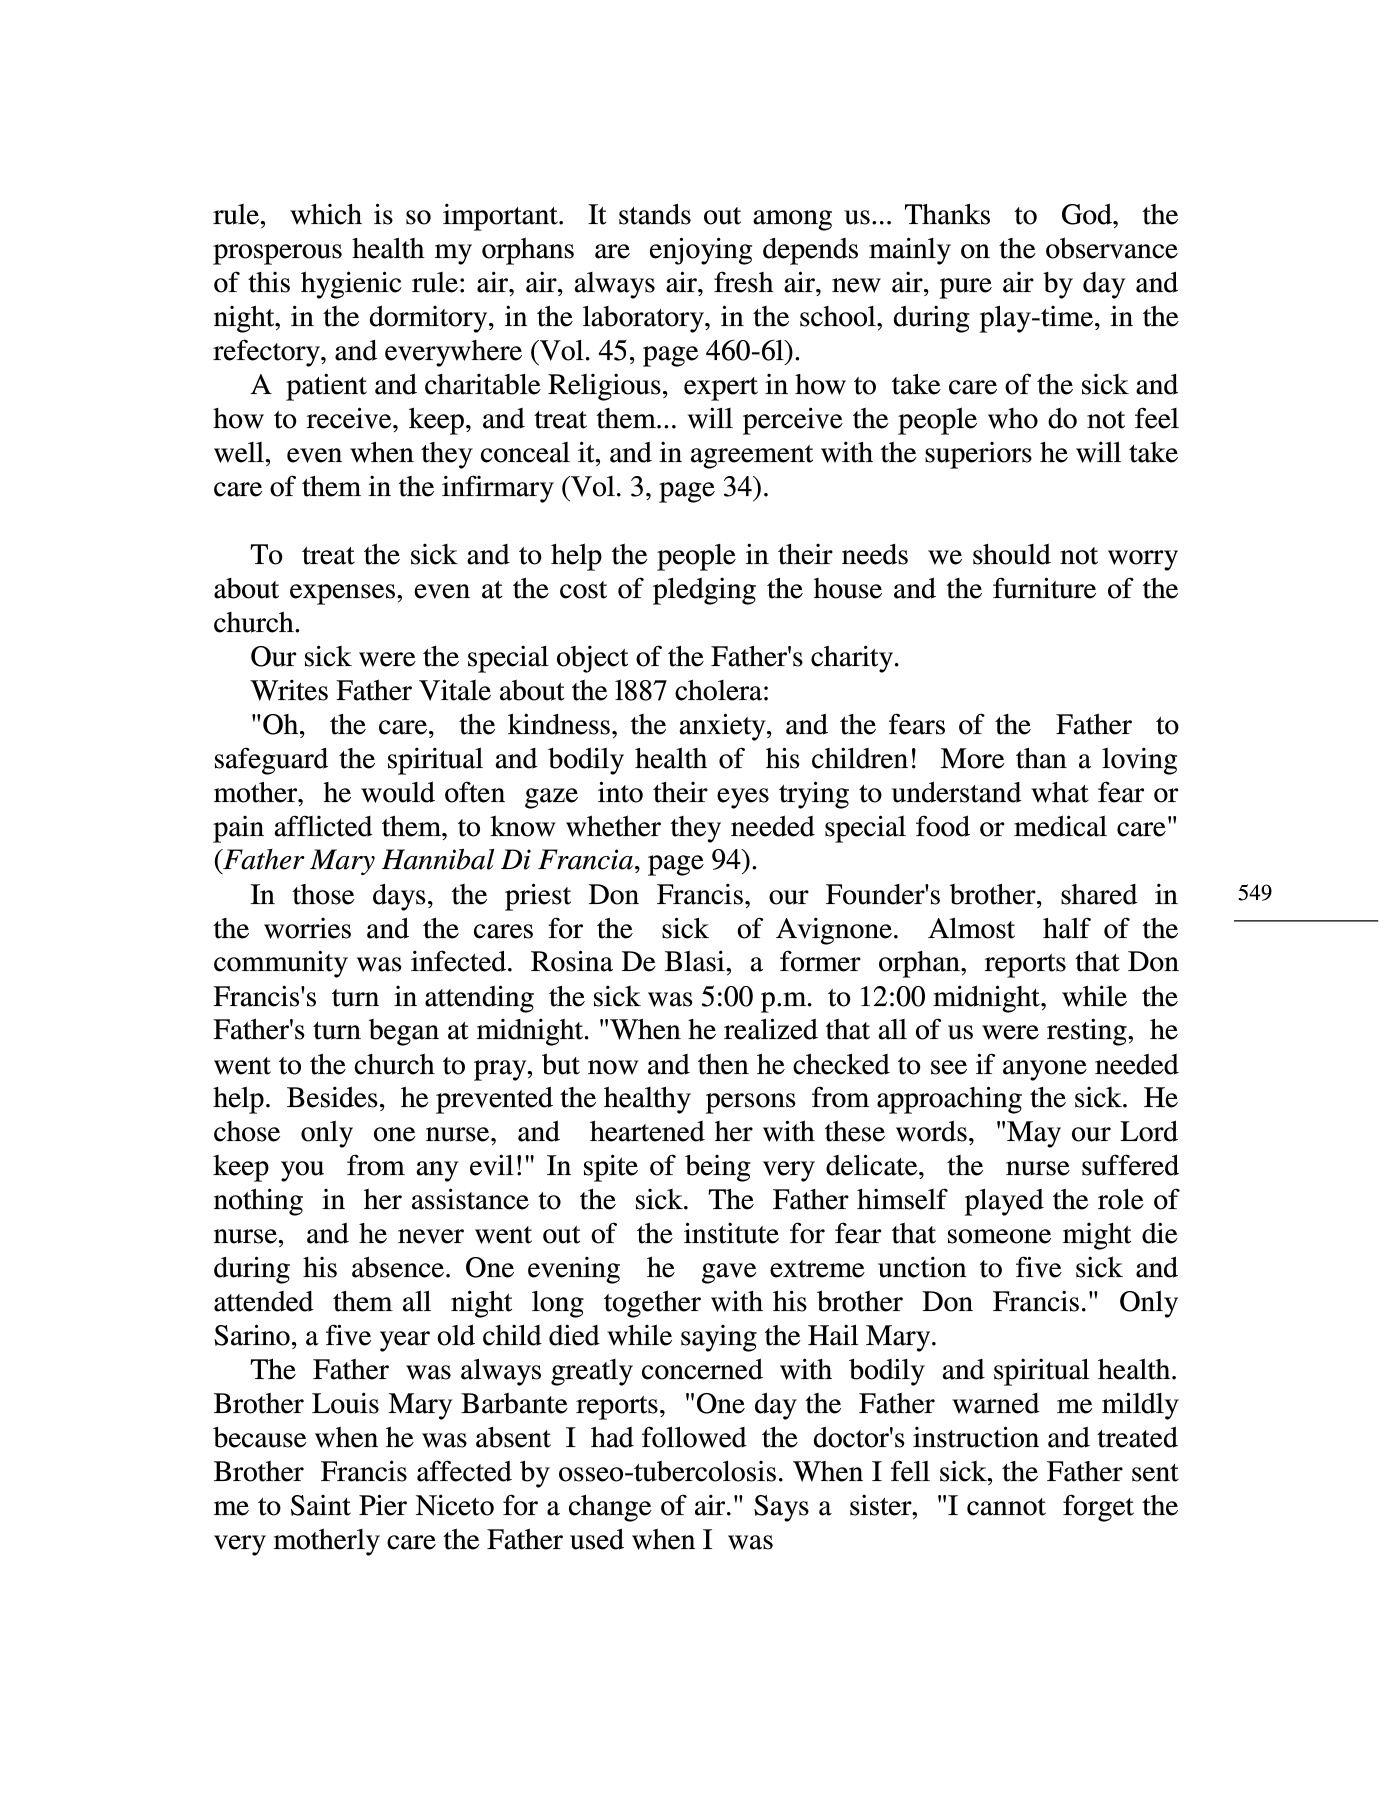 rule, which is so important. It stands out among us... Thanks to God, the
prosperous health my orphans are enjoying depends mainly on the observance
of this hygienic rule: air, air, always air, fresh air, new air, pure air by day and
night, in the dormitory, in the laboratory, in the school, during play-time, in the
refectory, and everywhere (Vol. 45, page 460-6l).
A patient and charitable Religious, expert in how to take care of the sick and
how to receive, keep, and treat them... will perceive the people who do not feel
well, even when they conceal it, and in agreement with the superiors he will take
care of them in the infirmary (Vol. 3, page 34).
To treat the sick and to help the people in their needs we should not worry
about expenses, even at the cost of pledging the house and the furniture of the
church.
Our sick were the special object of the Father's charity.
Writes Father Vitale about the l887 cholera:
"Oh, the care, the kindness, the anxiety, and the fears of the Father to
safeguard the spiritual and bodily health of his children! More than a loving
mother, he would often gaze into their eyes trying to understand what fear or
pain afflicted them, to know whether they needed special food or medical care"
(Father Mary Hannibal Di Francia, page 94).
In those days, the priest Don Francis, our Founder's brother, shared in
the worries and the cares for the sick of Avignone. Almost half of the
community was infected. Rosina De Blasi, a former orphan, reports that Don
Francis's turn in attending the sick was 5:00 p.m. to 12:00 midnight, while the
Father's turn began at midnight. "When he realized that all of us were resting, he
went to the church to pray, but now and then he checked to see if anyone needed
help. Besides, he prevented the healthy persons from approaching the sick. He
chose only one nurse, and heartened her with these words, "May our Lord
keep you from any evil!" In spite of being very delicate, the nurse suffered
nothing in her assistance to the sick. The Father himself played the role of
nurse, and he never went out of the institute for fear that someone might die
during his absence. One evening he gave extreme unction to five sick and
attended them all night long together with his brother Don Francis." Only
Sarino, a five year old child died while saying the Hail Mary.
The Father was always greatly concerned with bodily and spiritual health.
Brother Louis Mary Barbante reports, "One day the Father warned me mildly
because when he was absent I had followed the doctor's instruction and treated
Brother Francis affected by osseo-tubercolosis. When I fell sick, the Father sent
me to Saint Pier Niceto for a change of air." Says a sister, "I cannot forget the
very motherly care the Father used when I was
549